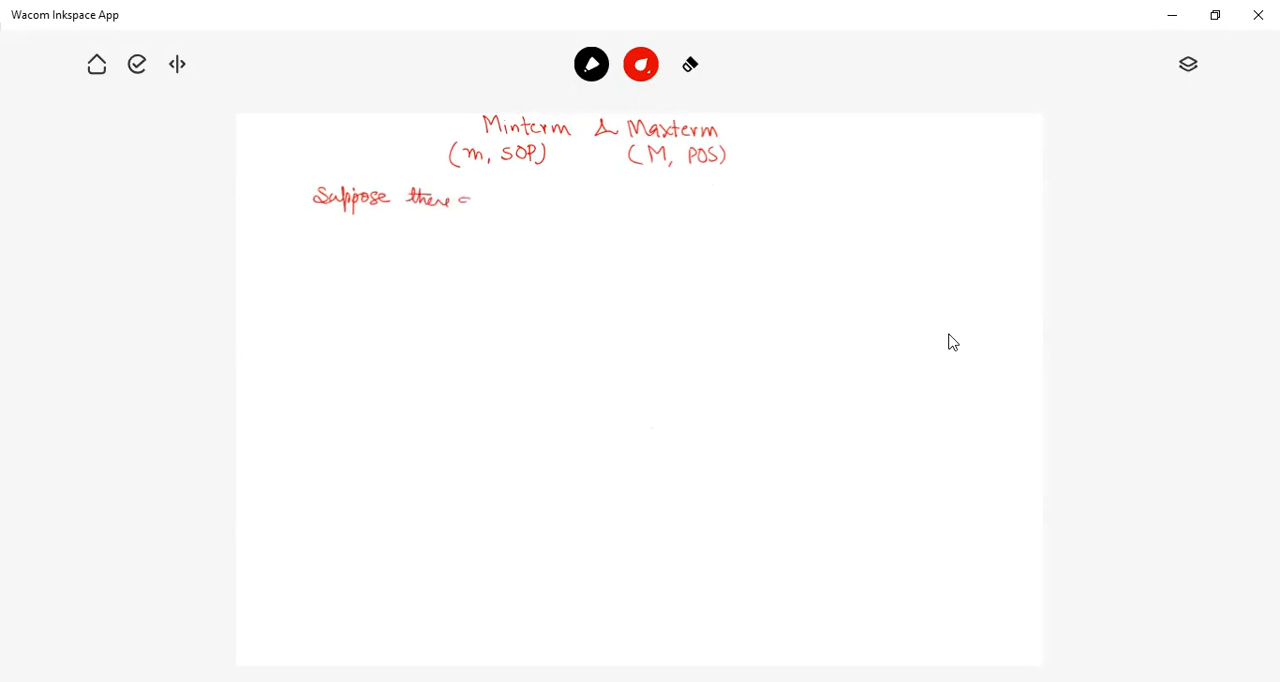 Wacom Inkspace App
Minterm & Maxterm
(m, SOP) (M, POS)
Suppose there